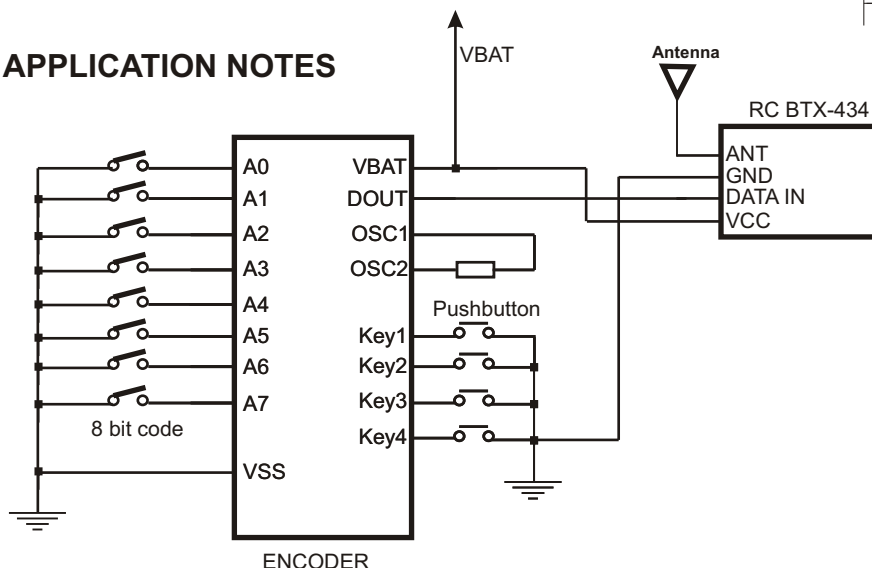 APPLICATION NOTES
VBAT
Antenna
RC BTX-434
A0
A1
A2
A3
A4
A5
A6
A7
VSS
VBAT
DOUT
OSC1
OSC2
Key1
Key2
Key3
Key4
Pushbutton
ANT
GND
DATA IN
VCC
8 bit code
ENCODER